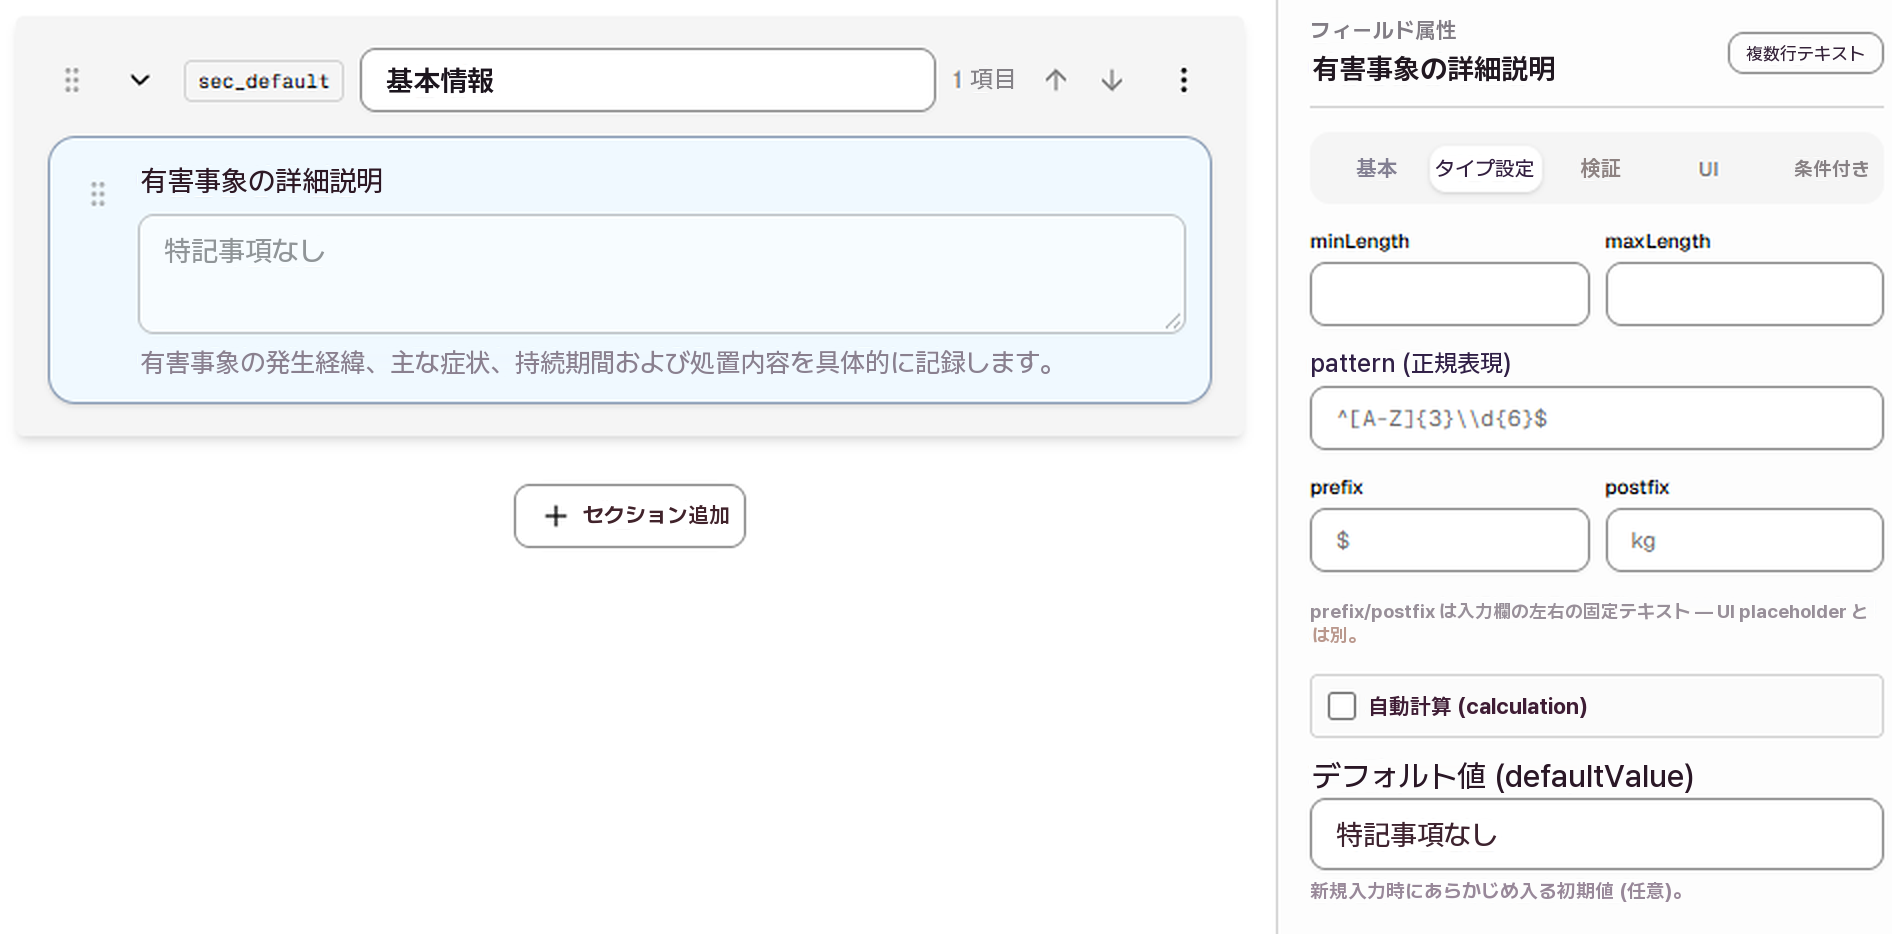 sec_default
基本情報
1 項目
有害事象の詳細説明
特記事項なし
有害事象の発生経緯、主な症状、持続期間および処置内容を具体的に記録します。
セクション追加
フィールド属性
有害事象の詳細説明
複数行テキスト
基本 タイプ設定 検証 UI 条件付き
minLength maxLength
pattern (正規表現)
^[A-Z]{3}\\d{6}$
prefix postfix
$ kg
prefix/postfix は入力欄の左右の固定テキスト — UI placeholder と
は別。
自動計算 (calculation)
デフォルト値 (defaultValue)
特記事項なし
新規入力時にあらかじめ入る初期値 (任意)。